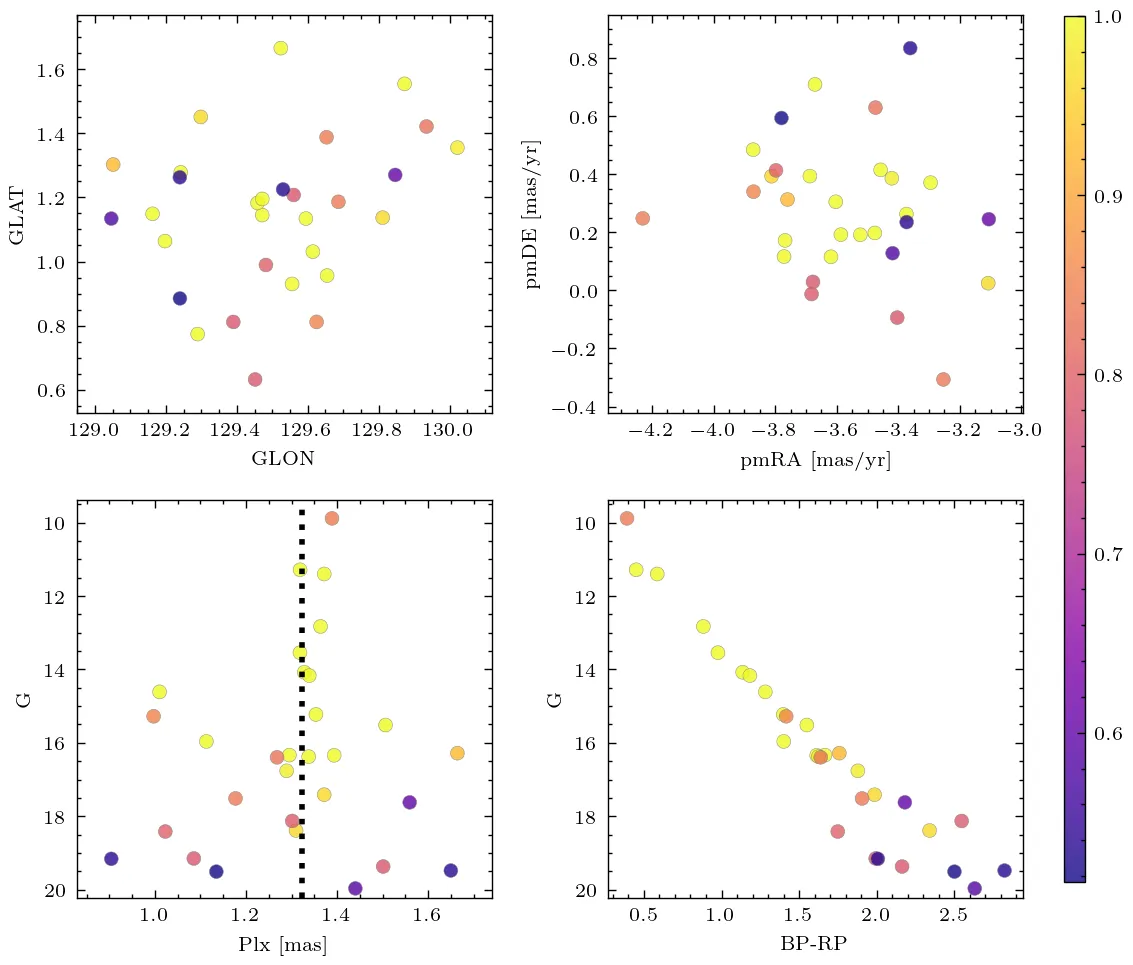 1.6
1.4
1.2
1.0
0.8
0.6
GLAT
129.0 129.2 129.4 129.6 129.8 130.0
GLON
0.8
0.6
0.4
0.2
0.0
−0.2
−0.4
pmDE [mas/yr]
−4.2 −4.0 −3.8 −3.6 −3.4 −3.2 −3.0
pmRA [mas/yr]
10
12
14
16
18
20
G
1.0 1.2 1.4 1.6
Plx [mas]
10
12
14
16
18
20
G
0.5 1.0 1.5 2.0 2.5
BP-RP
1.0
0.9
0.8
0.7
0.6